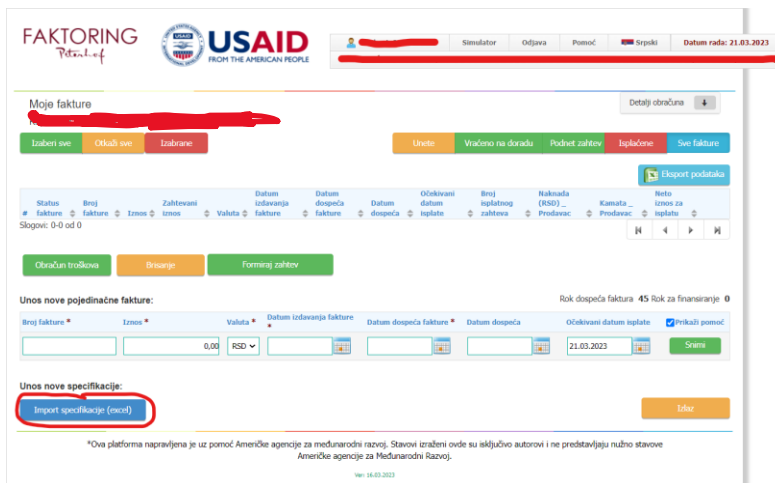 FAKTORING
Petenhof
USAID
FROM THE AMERICAN PEOPLE
Simulator Odjava Pomoć Srpski Datum rada: 21.03.2023
Moje fakture
Detalji obračuna
Izaberi sve Otkaži sve Izabrane Unete Vraćeno na doradu Podnet zahtev Isplaćene Sve fakture
Eksport podataka
# Status fakture Broj fakture Iznos Zahtevani iznos Valuta Datum izdavanja fakture Datum dospeća fakture Datum dospeća Očekivani datum isplate Broj isplatnog zahteva Naknada (RSD) _ Prodavac Kamata _ Prodavac Neto iznos za isplatu
Slogovi: 0-0 od 0
Obračun troškova Brisanje Formiraj zahtev
Unos nove pojedinačne fakture: Rok dospeća faktura 45 Rok za finansiranje 0
Broj fakture * Iznos * Valuta * Datum izdavanja fakture * Datum dospeća fakture * Datum dospeća Očekivani datum isplate Prikaži pomoć
0,00 RSD 21.03.2023 Snimi
Unos nove specifikacije:
Import specifikacije (excel) Izlaz
*Ova platforma napravljena je uz pomoć Američke agencije za međunarodni razvoj. Stavovi izraženi ovde su isključivo autorovi i ne predstavljaju nužno stavove
Američke agencije za Međunarodni Razvoj.
Ver: 16.03.2023